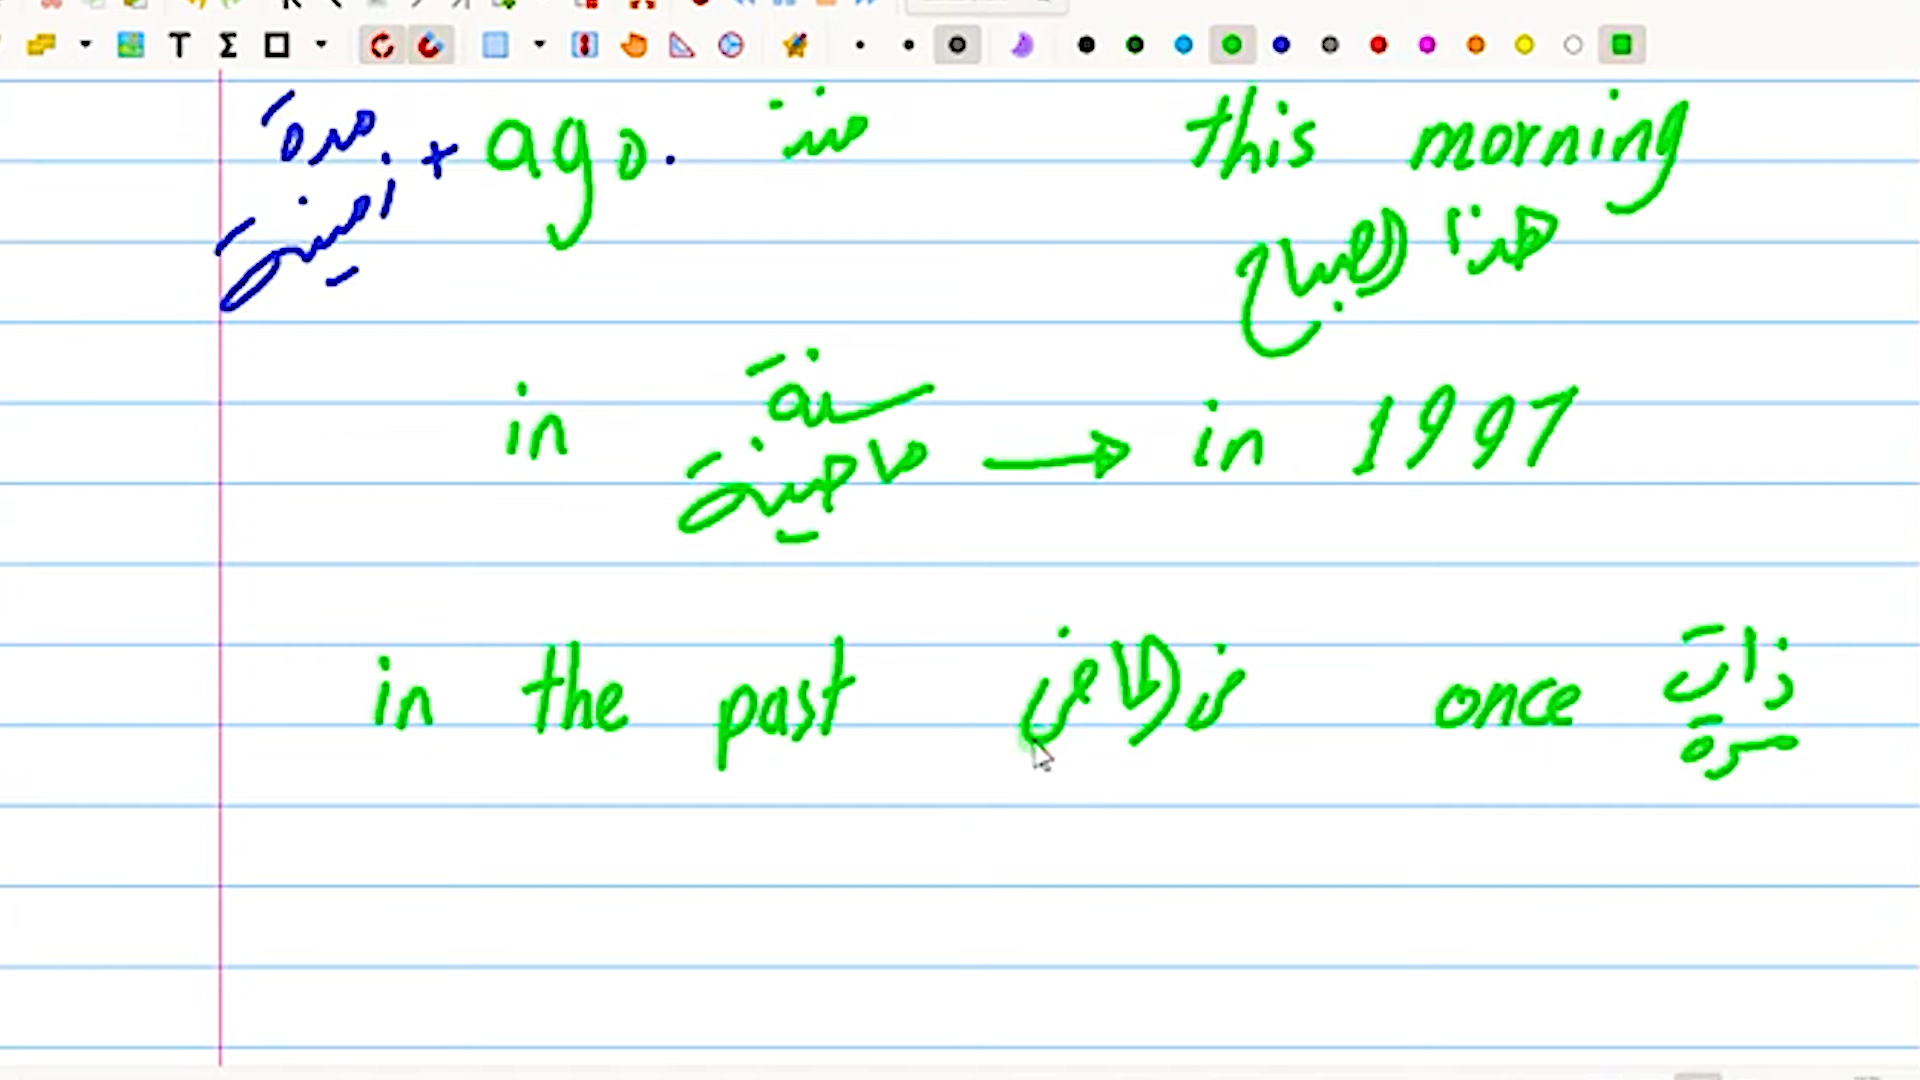 مدة زمنية + ago. منذ this morning
هذا الصباح
in سنة ماضية → in 1997
in the past في الماضي once ذات مرة